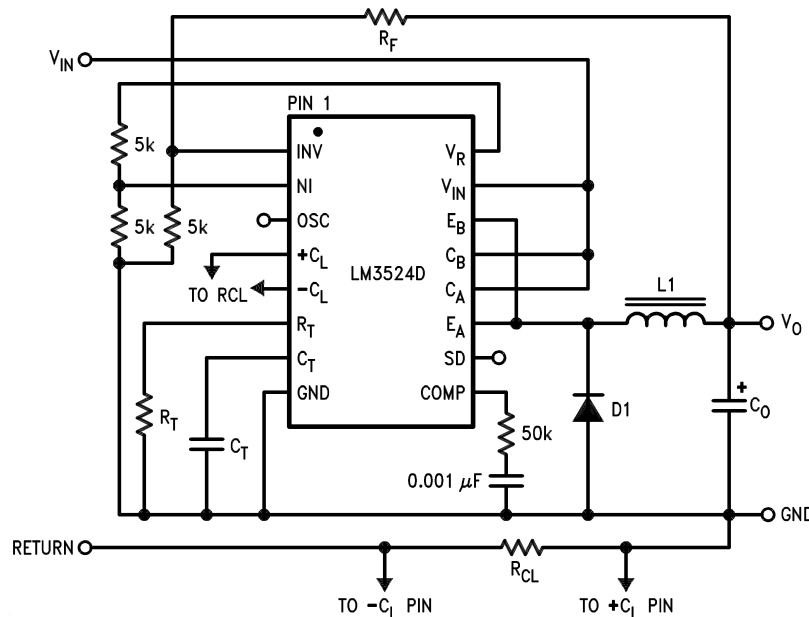 R_F
V_IN
PIN 1
5k
INV
V_R
NI
V_IN
5k
5k
OSC
E_B
+C_L
LM3524D
C_B
TO RCL
-C_L
C_A
L1
R_T
E_A
V_O
C_T
SD
GND
COMP
R_T
C_T
50k
D1
+
C_O
0.001 μF
GND
RETURN
R_CL
TO -C_L PIN
TO +C_L PIN